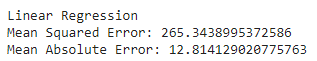 Linear Regression
Mean Squared Error: 265.3438995372586
Mean Absolute Error: 12.814129020775763